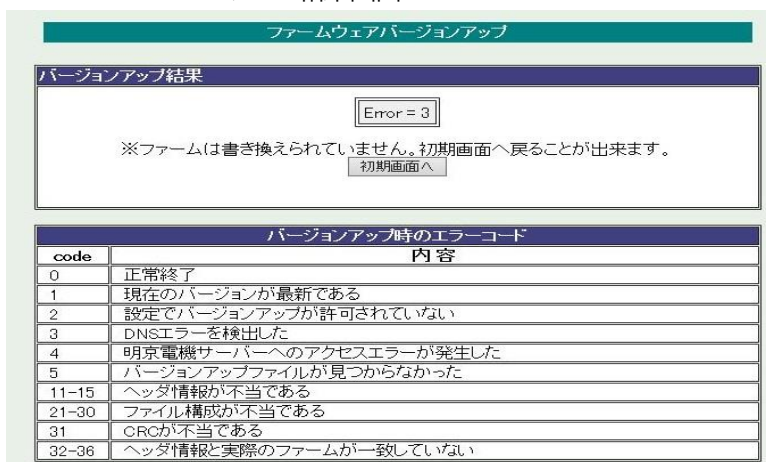 ファームウェアバージョンアップ
バージョンアップ結果
Error = 3
※ファームは書き換えられていません。初期画面へ戻ることが出来ます。
初期画面へ
バージョンアップ時のエラーコード
code 内 容
0 正常終了
1 現在のバージョンが最新である
2 設定でバージョンアップが許可されていない
3 DNSエラーを検出した
4 明京電機サーバーへのアクセスエラーが発生した
5 バージョンアップファイルが見つからなかった
11-15 ヘッダ情報が不当である
21-30 ファイル構成が不当である
31 CRCが不当である
32-36 ヘッダ情報と実際のファームが一致していない